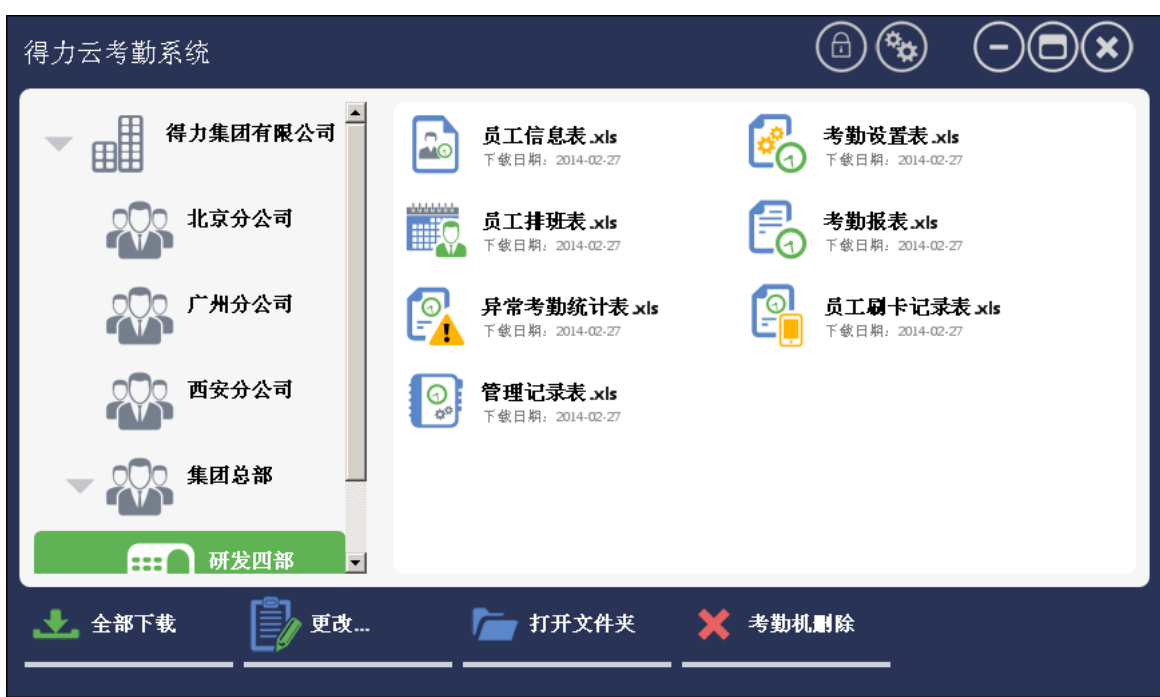 得力云考勤系统
得力集团有限公司
北京分公司
广州分公司
西安分公司
集团总部
研发四部
员工信息表.xls
下载日期：2014-02-27
考勤设置表.xls
下载日期：2014-02-27
员工排班表.xls
下载日期：2014-02-27
考勤报表.xls
下载日期：2014-02-27
异常考勤统计表.xls
下载日期：2014-02-27
员工刷卡记录表.xls
下载日期：2014-02-27
管理记录表.xls
下载日期：2014-02-27
全部下载
更改...
打开文件夹
考勤机删除